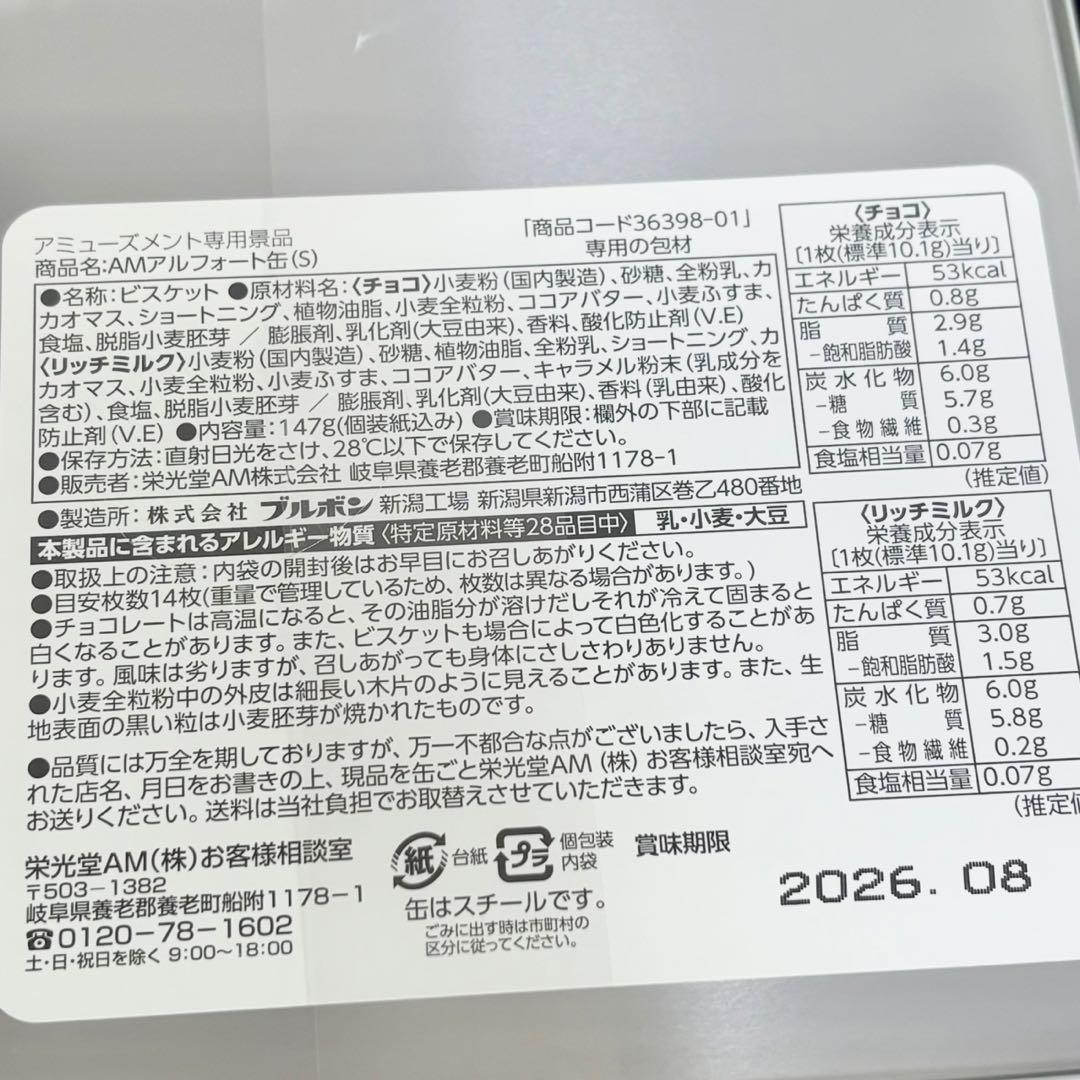 アミューズメント専用景品
商品名:AMアルフォート缶(S)
「商品コード36398-01」
専用の包材
●名称:ビスケット ●原材料名:〈チョコ〉小麦粉(国内製造)、砂糖、全粉乳、カ
カオマス、ショートニング、植物油脂、小麦全粒粉、ココアバター、小麦ふすま、
食塩、脱脂小麦胚芽 / 膨脹剤、乳化剤(大豆由来)、香料、酸化防止剤(V.E)
〈リッチミルク〉小麦粉(国内製造)、砂糖、植物油脂、全粉乳、ショートニング、カ
カオマス、小麦全粒粉、小麦ふすま、ココアバター、キャラメル粉末(乳成分を
含む)、食塩、脱脂小麦胚芽 / 膨脹剤、乳化剤(大豆由来)、香料(乳由来)、酸化
防止剤(V.E) ●内容量:147g(個装紙込み) ●賞味期限:欄外の下部に記載
●保存方法:直射日光をさけ、28℃以下で保存してください。
●販売者:栄光堂AM株式会社 岐阜県養老郡養老町船附1178-1
●製造所:株式会社 ブルボン 新潟工場 新潟県新潟市西蒲区巻乙480番地
本製品に含まれるアレルギー物質〈特定原材料等28品目中〉 乳・小麦・大豆
●取扱上の注意:内袋の開封後はお早目にお召しあがりください。
●目安枚数14枚(重量で管理しているため、枚数は異なる場合があります。)
●チョコレートは高温になると、その油脂分が溶けだしそれが冷えて固まると
白くなることがあります。また、ビスケットも場合によって白色化することがあ
ります。風味は劣りますが、召しあがっても身体にさしさわりありません。
●小麦全粒粉中の外皮は細長い木片のように見えることがあります。また、生
地表面の黒い粒は小麦胚芽が焼かれたものです。
●品質には万全を期しておりますが、万一不都合な点がございましたら、入手さ
れた店名、月日をお書きの上、現品を缶ごと栄光堂AM(株)お客様相談室宛へ
お送りください。送料は当社負担でお取替えさせていただきます。
栄光堂AM(株)お客様相談室
〒503-1382
岐阜県養老郡養老町船附1178-1
☎0120-78-1602
土・日・祝日を除く 9:00〜18:00
紙 台紙 プラ 個包装
内袋
缶はスチールです。
ごみに出す時は市町村の
区分に従ってください。
賞味期限
2026. 08
〈チョコ〉
栄養成分表示
[1枚(標準10.1g)当り]
エネルギー 53kcal
たんぱく質 0.8g
脂質 2.9g
-飽和脂肪酸 1.4g
炭水化物 6.0g
-糖質 5.7g
-食物繊維 0.3g
食塩相当量 0.07g
(推定値)
〈リッチミルク〉
栄養成分表示
[1枚(標準10.1g)当り]
エネルギー 53kcal
たんぱく質 0.7g
脂質 3.0g
-飽和脂肪酸 1.5g
炭水化物 6.0g
-糖質 5.8g
-食物繊維 0.2g
食塩相当量 0.07g
(推定値